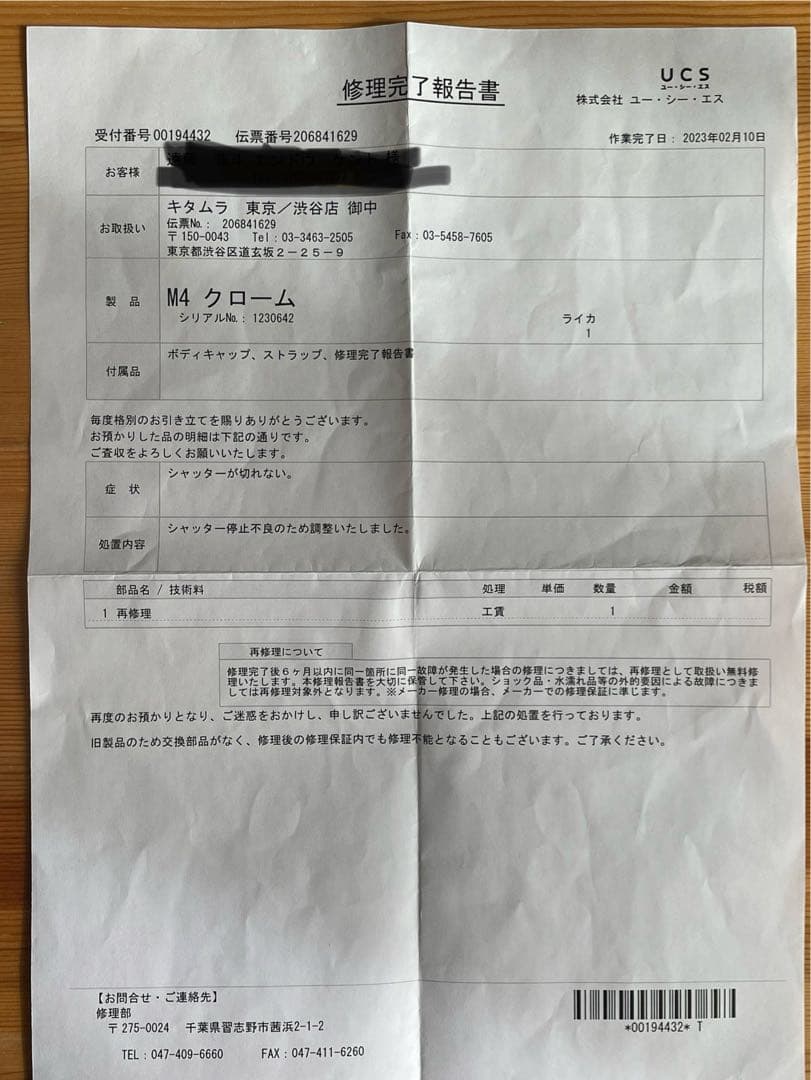 修理完了報告書
UCS
ユー・シー・エス
株式会社 ユー・シー・エス
受付番号00194432 伝票番号206841629
作業完了日： 2023年02月10日
お客様
様
お取扱い
キタムラ 東京／渋谷店 御中
伝票No.： 206841629
〒150-0043 Tel：03-3463-2505 Fax：03-5458-7605
東京都渋谷区道玄坂２－２５－９
製 品
M4 クローム
シリアルNo.： 1230642
ライカ
1
付属品
ボディキャップ、ストラップ、修理完了報告書
毎度格別のお引き立てを賜りありがとうございます。
お預かりした品の明細は下記の通りです。
ご査収をよろしくお願いいたします。
症 状
シャッターが切れない。
処置内容
シャッター停止不良のため調整いたしました。
部品名 / 技術料 処理 単価 数量 金額 税額
1 再修理 工賃 1
再修理について
修理完了後６ヶ月以内に同一箇所に同一故障が発生した場合の修理につきましては、再修理として取扱い無料修
理いたします。本修理報告書を大切に保管して下さい。ショック品・水濡れ品等の外的要因による故障につきま
しては再修理対象外となります。※メーカー修理の場合、メーカーでの修理保証に準じます。
再度のお預かりとなり、ご迷惑をおかけし、申し訳ございませんでした。上記の処置を行っております。
旧製品のため交換部品がなく、修理後の修理保証内でも修理不能となることもございます。ご了承ください。
【お問合せ・ご連絡先】
修理部
〒275-0024 千葉県習志野市茜浜2-1-2
TEL：047-409-6660 FAX：047-411-6260
*00194432* T